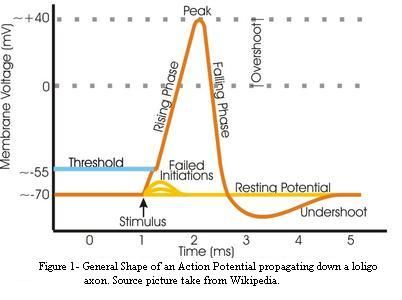 Peak
~+40
Overshoot
Membrane Voltage (mV)
0
Rising Phase
Falling Phase
Threshold
~-55
Failed
Initiations
~-70
Resting Potential
Stimulus
Undershoot
0 1 2 3 4 5
Time (ms)
Figure 1- General Shape of an Action Potential propagating down a loligo
axon. Source picture take from Wikipedia.